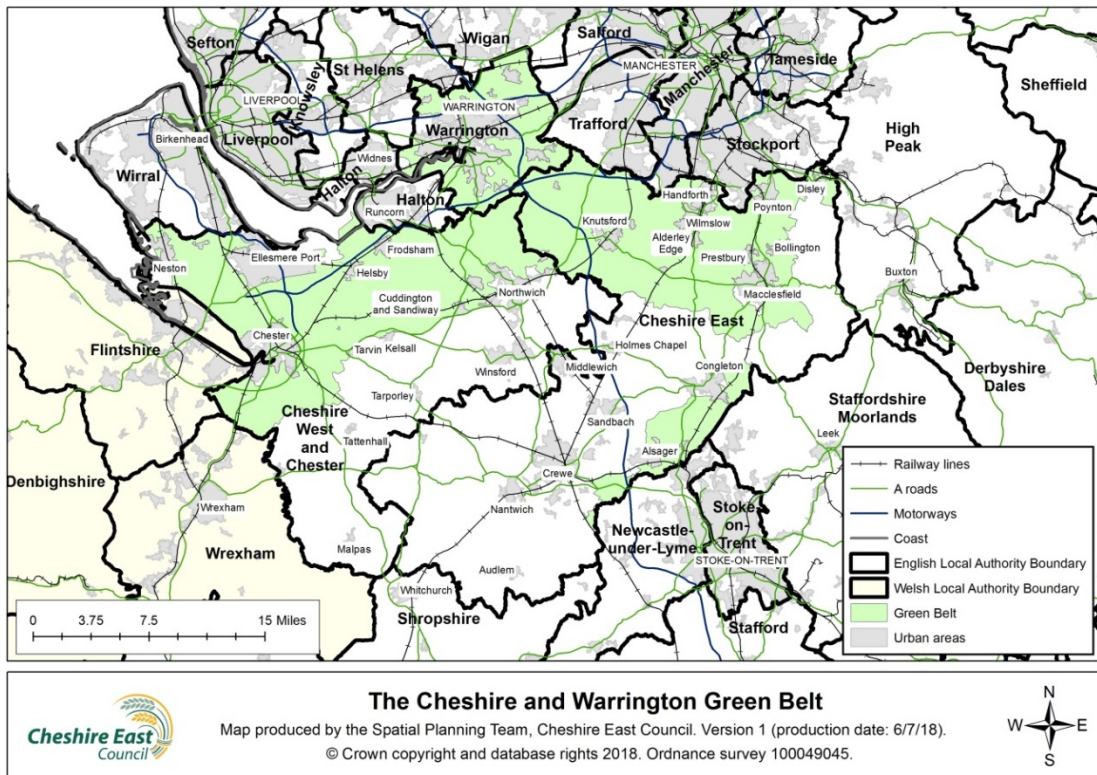 Sefton
Wigan
Salford
St Helens
Knowsley
MANCHESTER
Manchester
Tameside
Sheffield
LIVERPOOL
WARRINGTON
Liverpool
Warrington
Trafford
Stockport
High
Peak
Birkenhead
Widnes
Wirral
Halton
Halton
Runcorn
Disley
Handforth
Poynton
Knutsford
Wilmslow
Frodsham
Alderley
Edge
Bollington
Prestbury
Neston
Ellesmere Port
Helsby
Buxton
Northwich
Cuddington
and Sandiway
Macclesfield
Cheshire East
Chester
Flintshire
Tarvin
Kelsall
Holmes Chapel
Winsford
Middlewich
Congleton
Derbyshire
Dales
Tarporley
Staffordshire
Moorlands
Cheshire
West
and
Chester
Sandbach
Tattenhall
Alsager
Leek
Crewe
Denbighshire
Wrexham
Nantwich
Stoke-
on-
Trent
Newcastle-
under-Lyme
Wrexham
Malpas
STOKE-ON-TRENT
Audlem
Whitchurch
Shropshire
Stafford
Railway lines
A roads
Motorways
Coast
English Local Authority Boundary
Welsh Local Authority Boundary
Green Belt
Urban areas
0 3.75 7.5 15 Miles
Cheshire East
Council
The Cheshire and Warrington Green Belt
Map produced by the Spatial Planning Team, Cheshire East Council. Version 1 (production date: 6/7/18).
© Crown copyright and database rights 2018. Ordnance survey 100049045.
N
W E
S